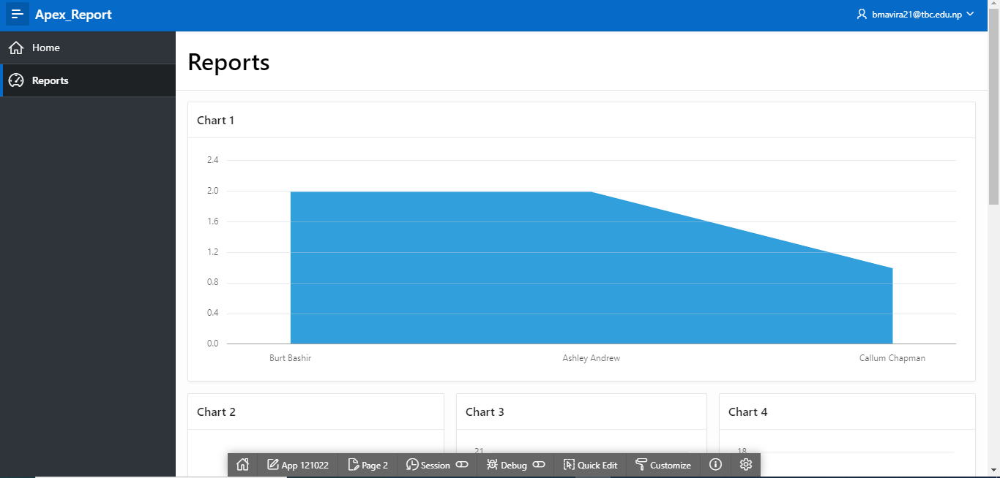 Apex_Report
bmavira21@tbc.edu.np
Home
Reports
Reports
Chart 1
2.4
2.0
1.6
1.2
0.8
0.4
0.0
Burt Bashir
Ashley Andrew
Callum Chapman
Chart 2
Chart 3
Chart 4
21
18
App 121022
Page 2
Session
Debug
Quick Edit
Customize